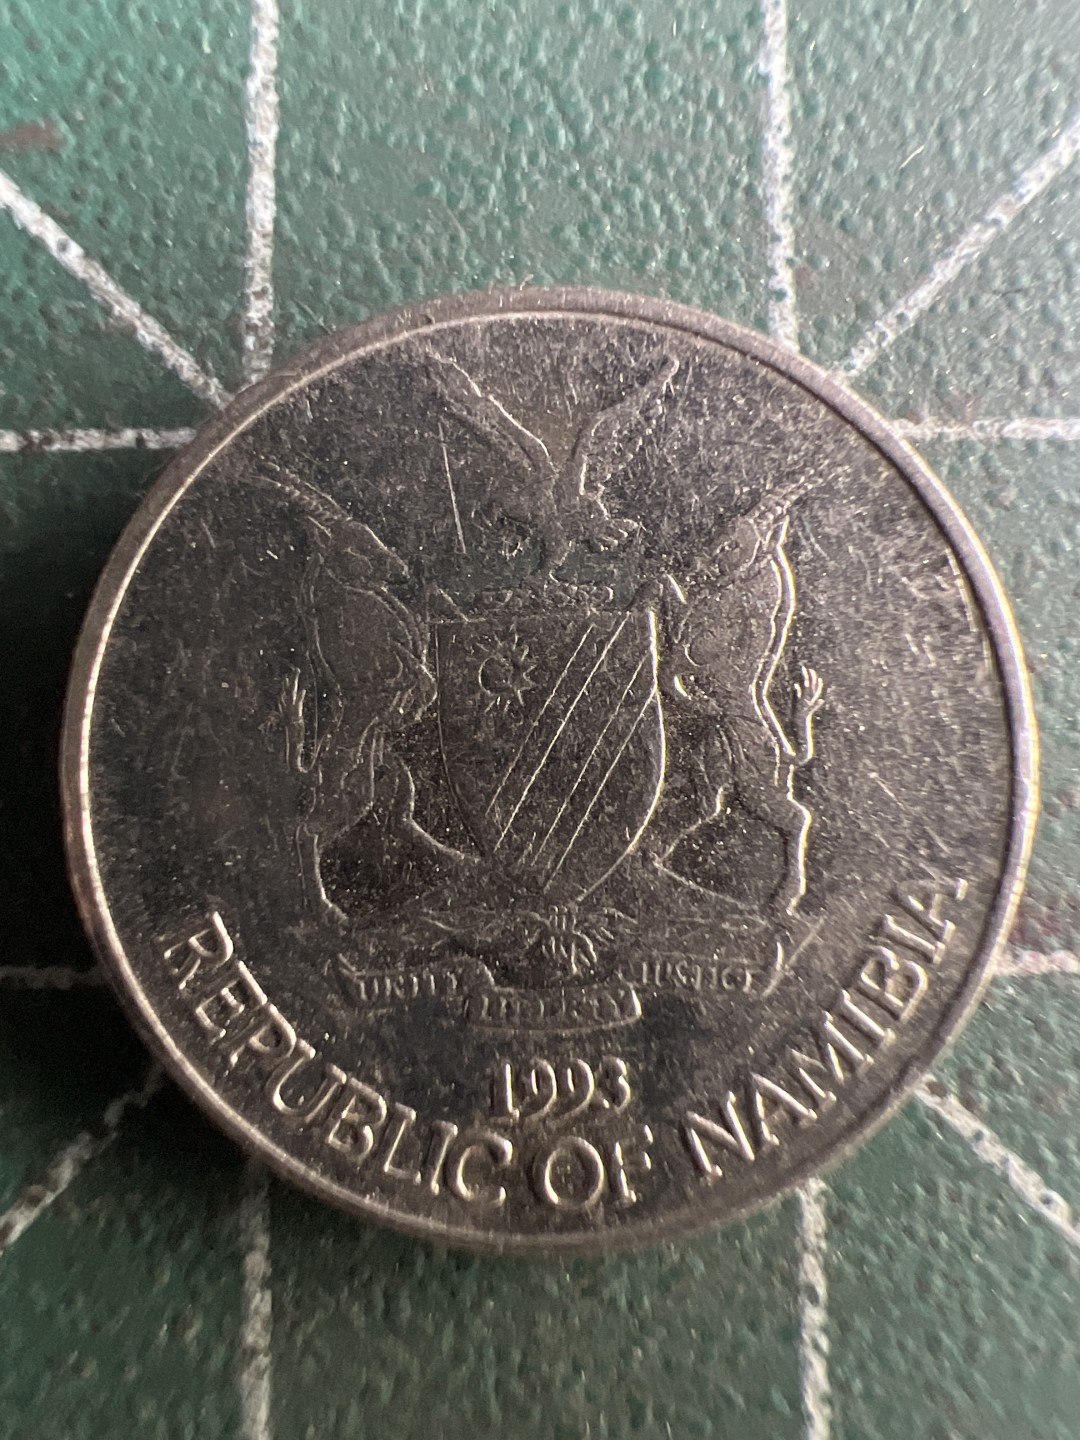 UNITY LIBERTY JUSTICE
1993
REPUBLIC OF NAMIBIA